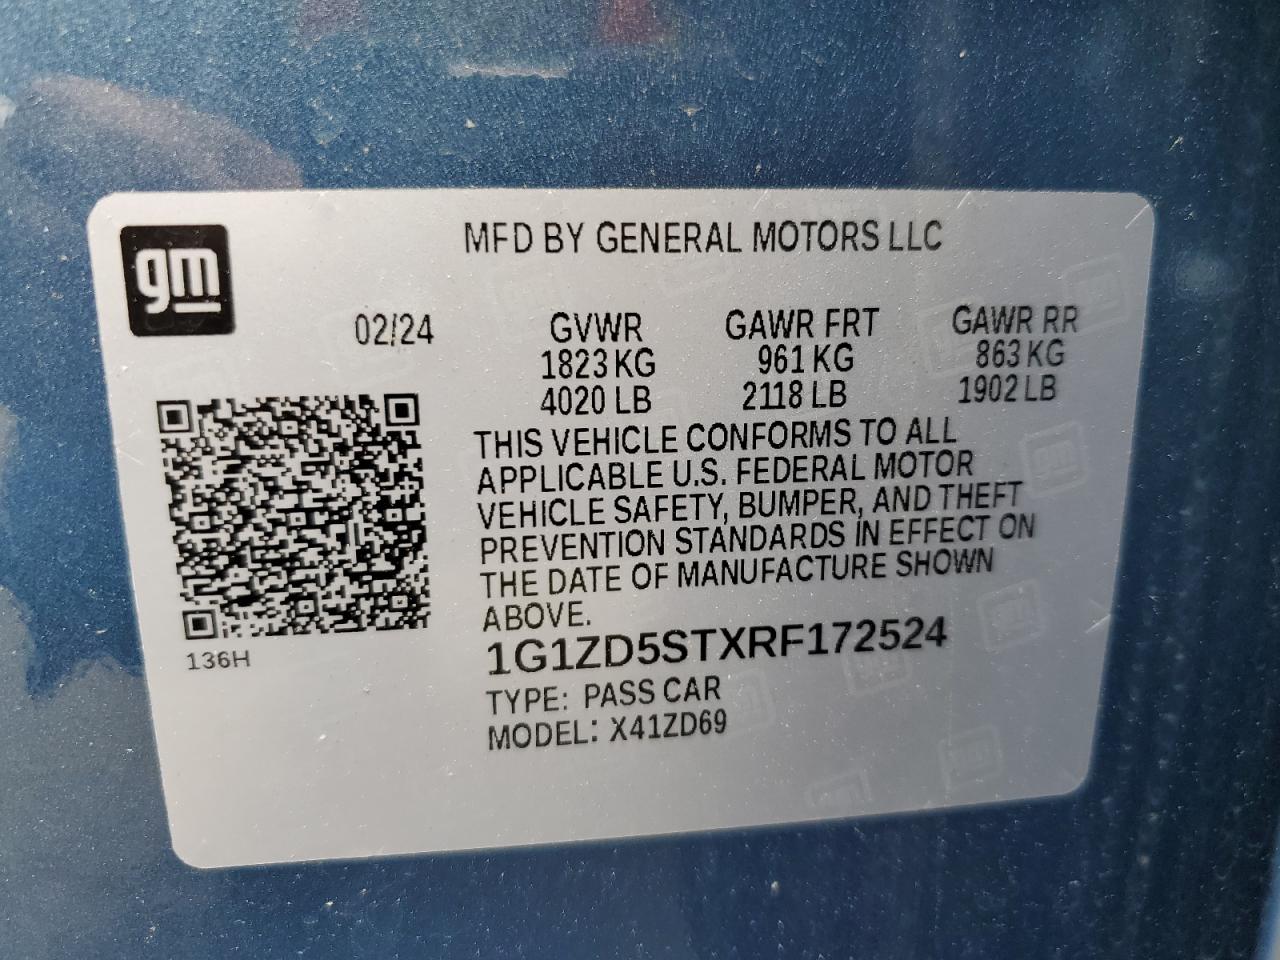 gm
MFD BY GENERAL MOTORS LLC
02/24 GVWR GAWR FRT GAWR RR
1823 KG 961 KG 863 KG
4020 LB 2118 LB 1902 LB
THIS VEHICLE CONFORMS TO ALL
APPLICABLE U.S. FEDERAL MOTOR
VEHICLE SAFETY, BUMPER, AND THEFT
PREVENTION STANDARDS IN EFFECT ON
THE DATE OF MANUFACTURE SHOWN
ABOVE.
136H
1G1ZD5STXRF172524
TYPE: PASS CAR
MODEL: X41ZD69